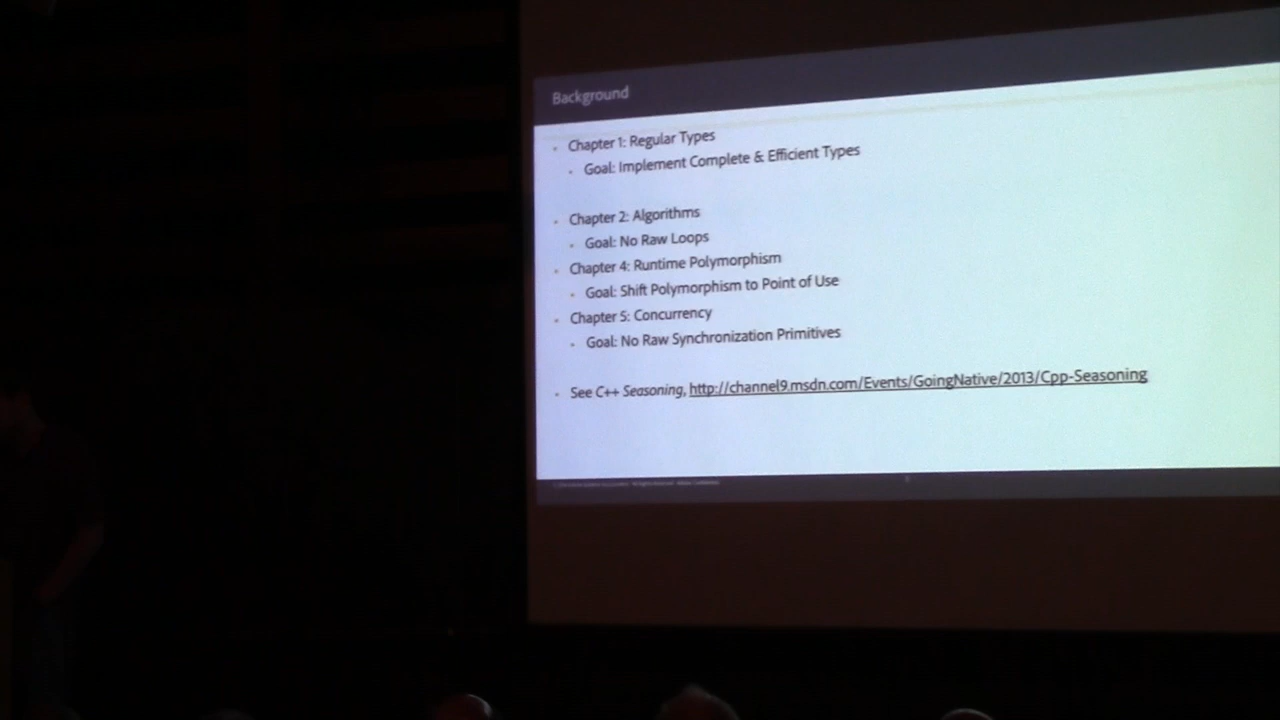 Background
• Chapter 1: Regular Types
• Goal: Implement Complete & Efficient Types
• Chapter 2: Algorithms
• Goal: No Raw Loops
• Chapter 4: Runtime Polymorphism
• Goal: Shift Polymorphism to Point of Use
• Chapter 5: Concurrency
• Goal: No Raw Synchronization Primitives
• See C++ Seasoning, http://channel9.msdn.com/Events/GoingNative/2013/Cpp-Seasoning